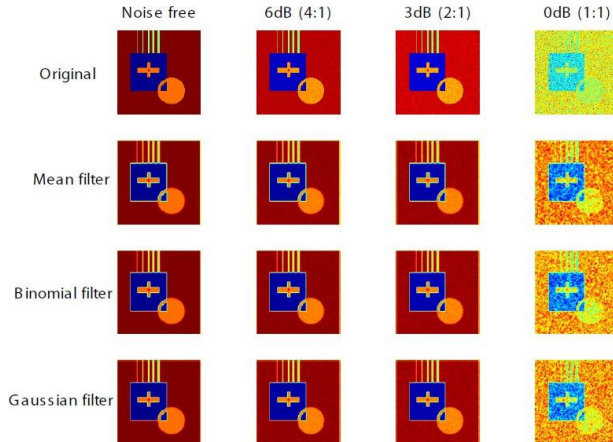 Noise free 6dB (4:1) 3dB (2:1) 0dB (1:1)
Original
Mean filter
Binomial filter
Gaussian filter